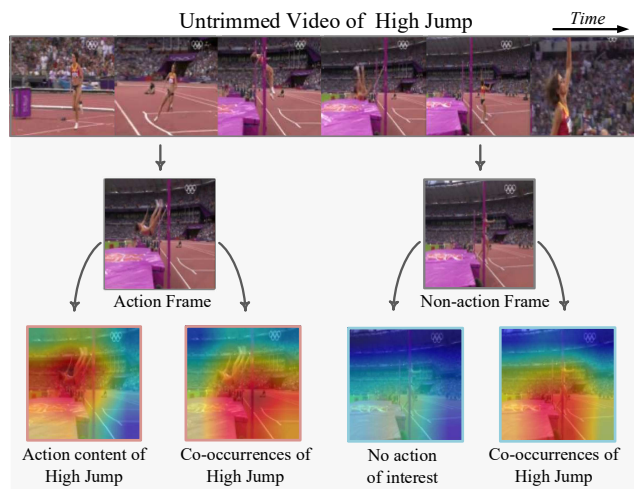 Untrimmed Video of High Jump
Time
Action Frame
Non-action Frame
Action content of
High Jump
Co-occurrences of
High Jump
No action
of interest
Co-occurrences of
High Jump